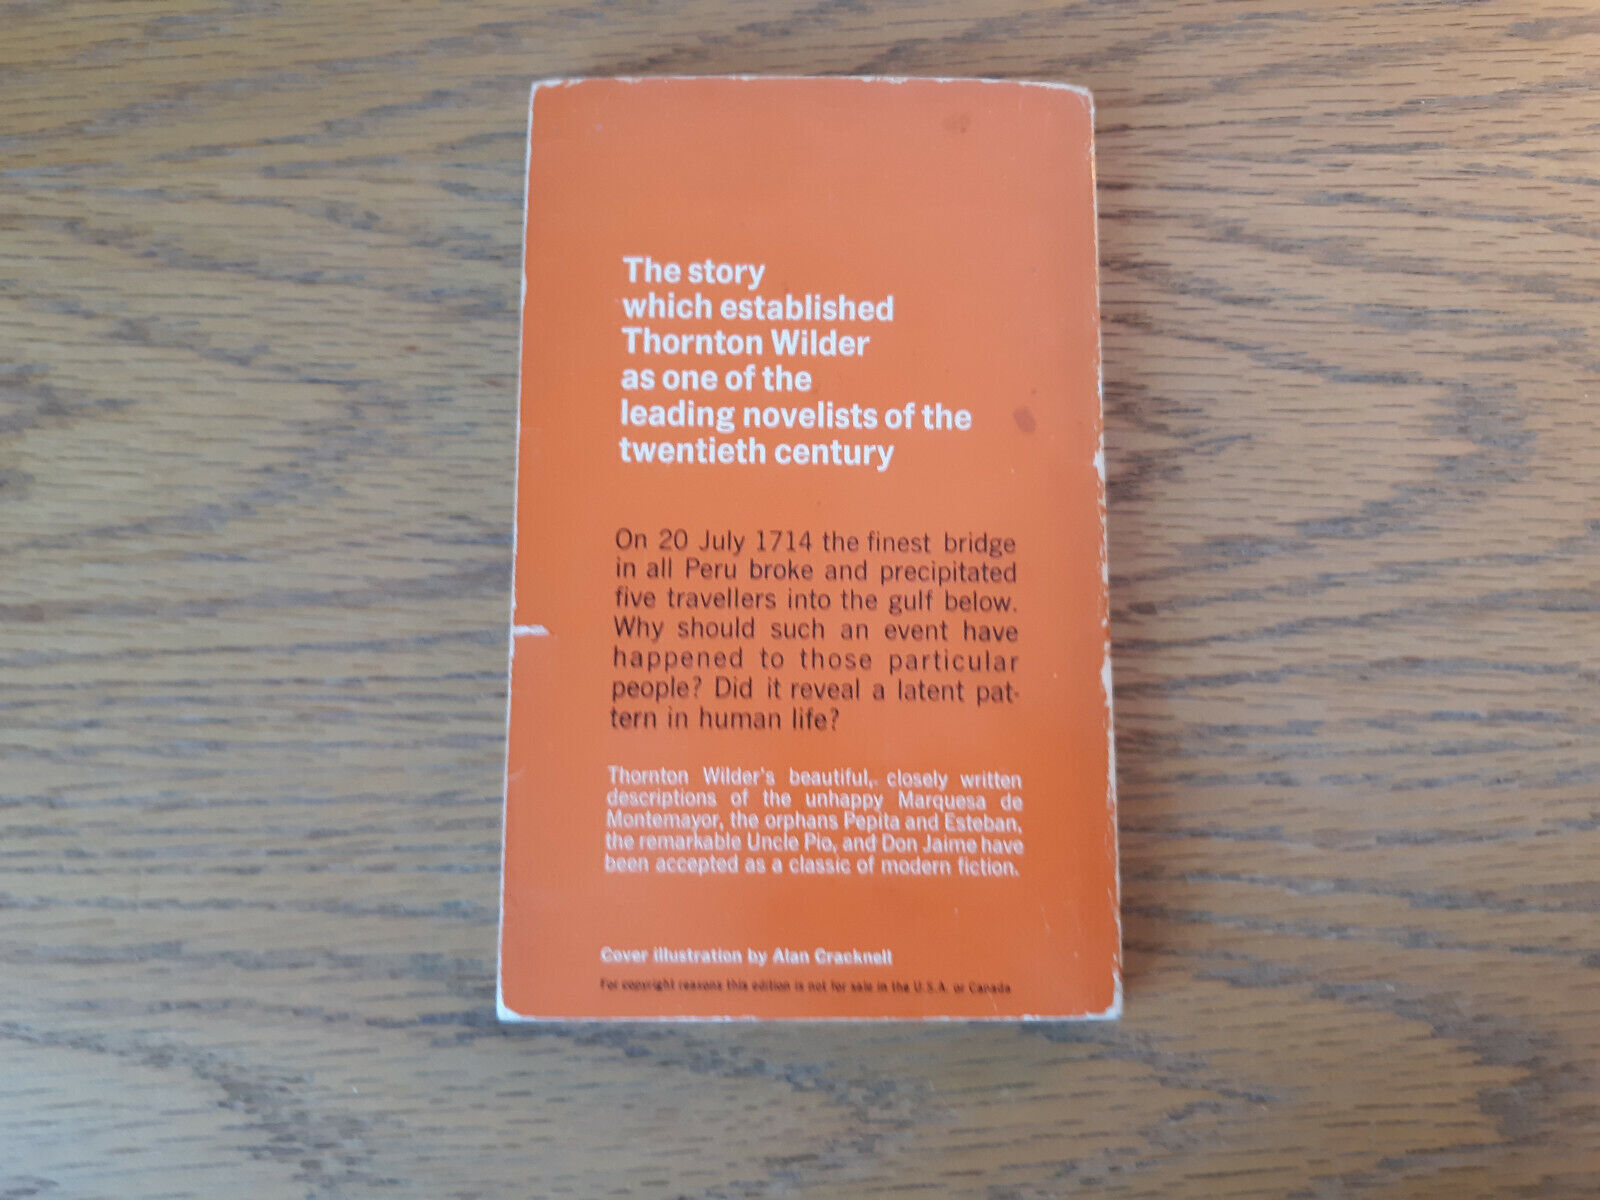 The story
which established
Thornton Wilder
as one of the
leading novelists of the
twentieth century
On 20 July 1714 the finest bridge
in all Peru broke and precipitated
five travellers into the gulf below.
Why should such an event have
happened to those particular
people? Did it reveal a latent pat-
tern in human life?
Thornton Wilder's beautiful, closely written
descriptions of the unhappy Marquesa de
Montemayor, the orphans Pepita and Esteban,
the remarkable Uncle Pio, and Don Jaime have
been accepted as a classic of modern fiction.
Cover illustration by Alan Cracknell
For copyright reasons this edition is not for sale in the U.S.A. or Canada